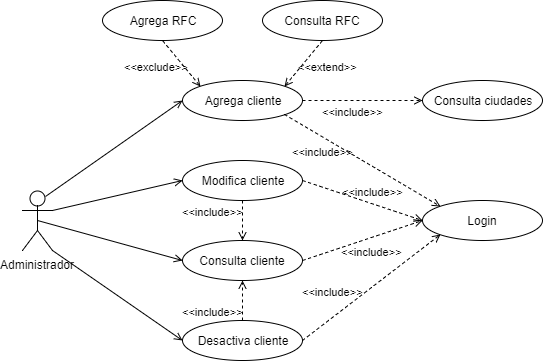 Agrega RFC
Consulta RFC
<<exclude>>
<<extend>>
Agrega cliente
Consulta ciudades
<<include>>
<<include>>
Modifica cliente
<<include>>
<<include>>
Login
Administrador
Consulta cliente
<<include>>
<<include>>
<<include>>
Desactiva cliente